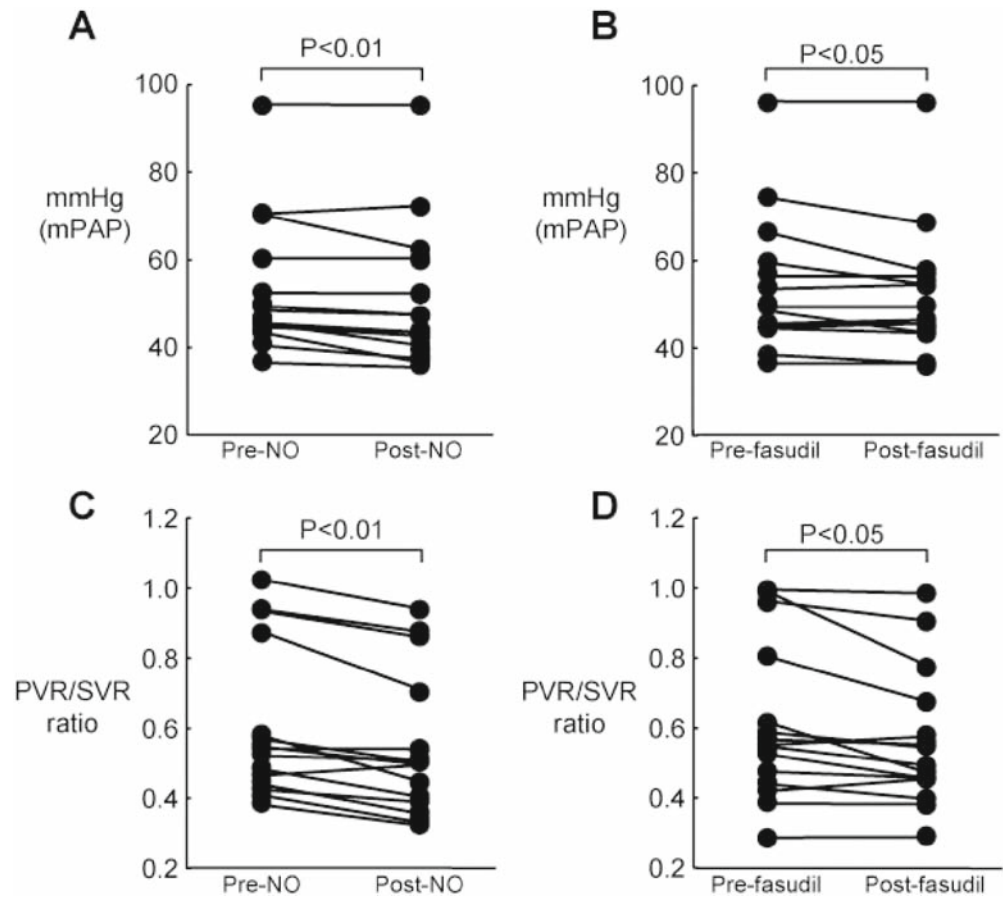 A
P<0.01
100
80
60
40
20
mmHg
(mPAP)
Pre-NO
Post-NO
B
P<0.05
100
80
60
40
20
mmHg
(mPAP)
Pre-fasudil
Post-fasudil
C
P<0.01
1.2
1.0
0.8
0.6
0.4
0.2
PVR/SVR
ratio
Pre-NO
Post-NO
D
P<0.05
1.2
1.0
0.8
0.6
0.4
0.2
PVR/SVR
ratio
Pre-fasudil
Post-fasudil